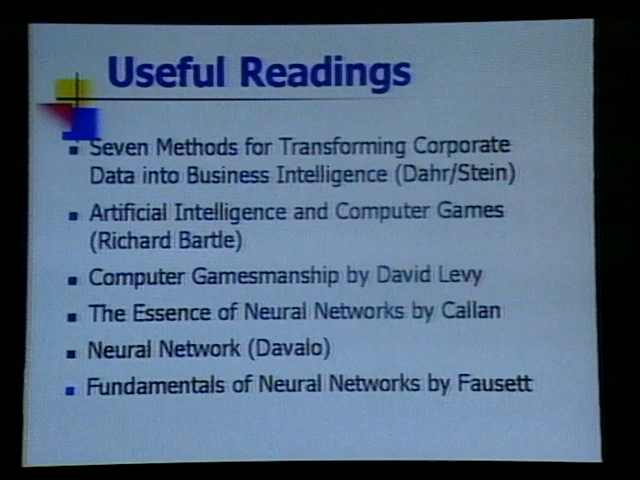 Useful Readings
Seven Methods for Transforming Corporate
Data into Business Intelligence (Dahr/Stein)
Artificial Intelligence and Computer Games
(Richard Bartle)
Computer Gamesmanship by David Levy
The Essence of Neural Networks by Callan
Neural Network (Davalo)
Fundamentals of Neural Networks by Fausett